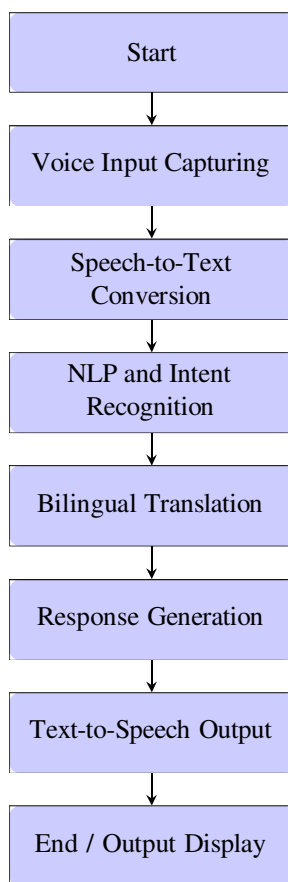 Start
Voice Input Capturing
Speech-to-Text
Conversion
NLP and Intent
Recognition
Bilingual Translation
Response Generation
Text-to-Speech Output
End / Output Display